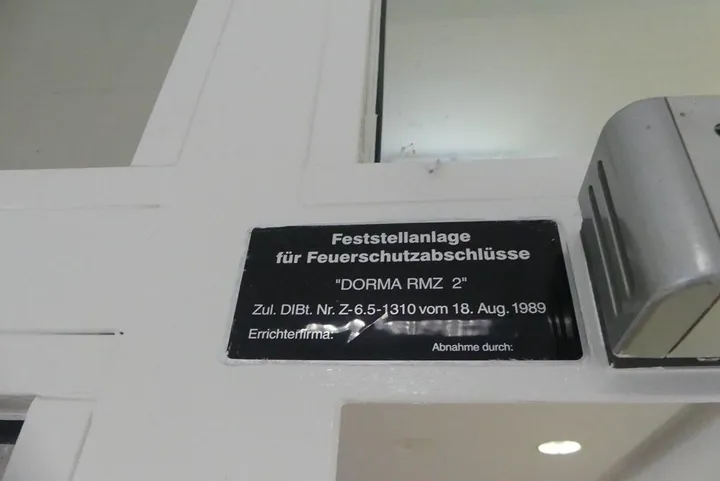 Feststellanlage
für Feuerschutzabschlüsse
"DORMA RMZ 2"
Zul. DIBt. Nr. Z-6.5-1310 vom 18. Aug. 1989
Errichterfirma:
Abnahme durch: